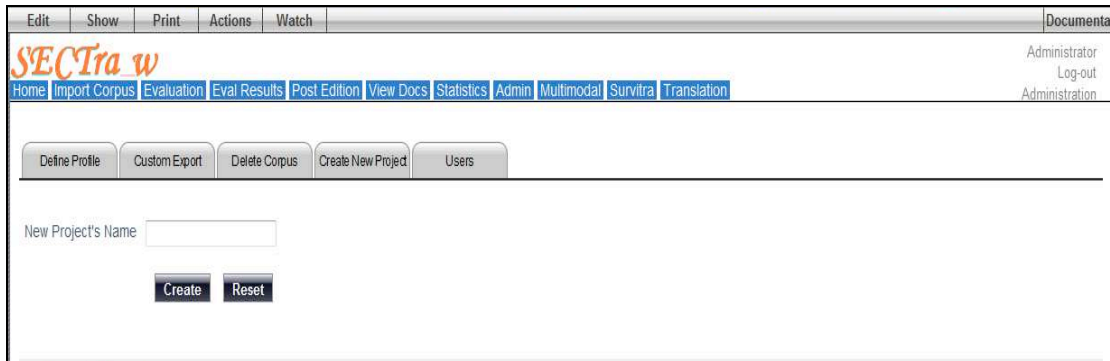 Edit Show Print Actions Watch Documenta
SECTra_w
Administrator
Log-out
Home Import Corpus Evaluation Eval Results Post Edition View Docs Statistics Admin Multimodal Survitra Translation Administration
Define Profile Custom Export Delete Corpus Create New Project Users
New Project's Name
Create Reset